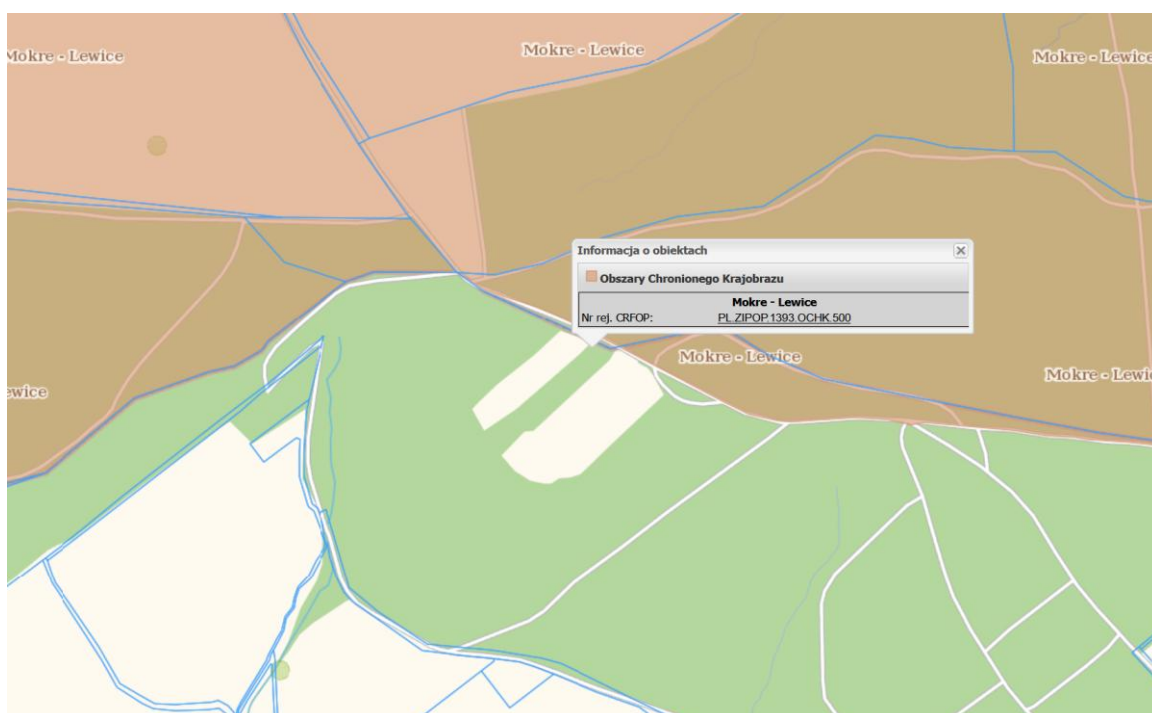 Mokre - Lewice
Mokre - Lewice
Mokre - Lewice
Informacja o obiektach
Obszary Chronionego Krajobrazu
Mokre - Lewice
Nr rej. CRFOP: PL.ZIPOP.1393.OCHK.500
Mokre - Lewice
Mokre - Lewic
ewice